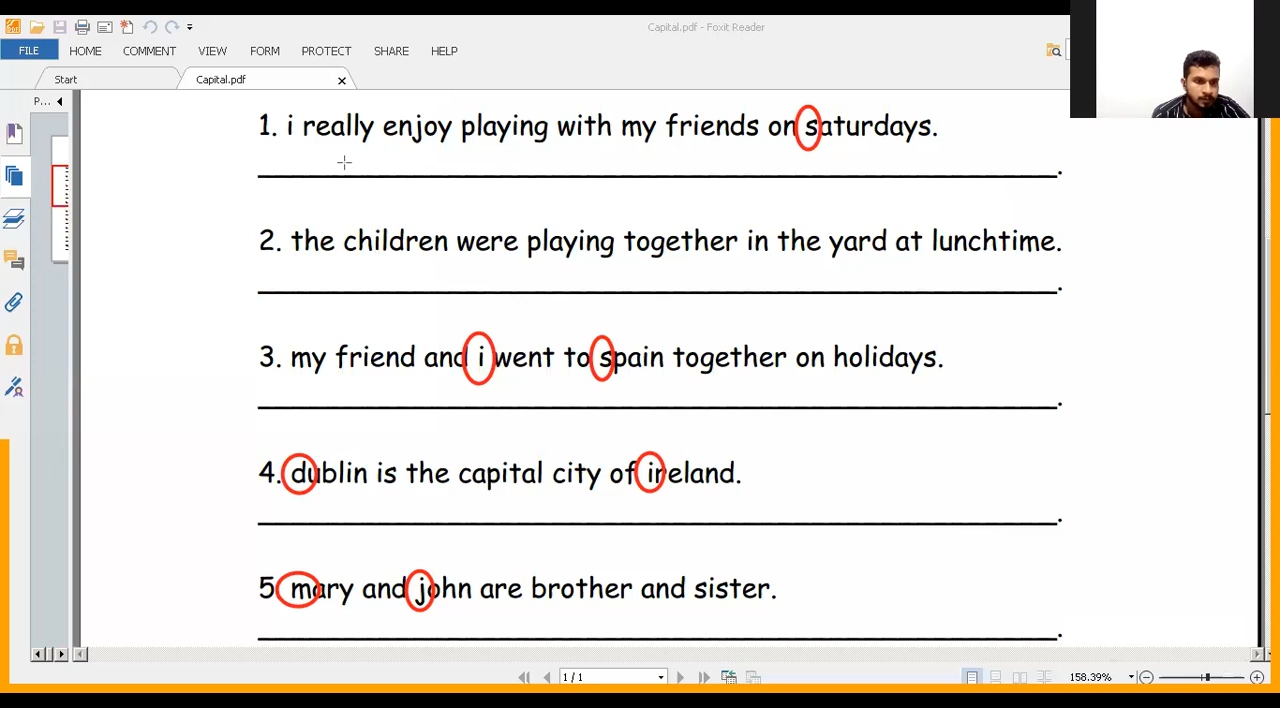 Capital.pdf - Foxit Reader
FILE HOME COMMENT VIEW FORM PROTECT SHARE HELP
Start Capital.pdf
P...
1. i really enjoy playing with my friends on saturdays.
2. the children were playing together in the yard at lunchtime.
3. my friend and i went to spain together on holidays.
4. dublin is the capital city of ireland.
5 mary and john are brother and sister.
1 / 1 158.39%